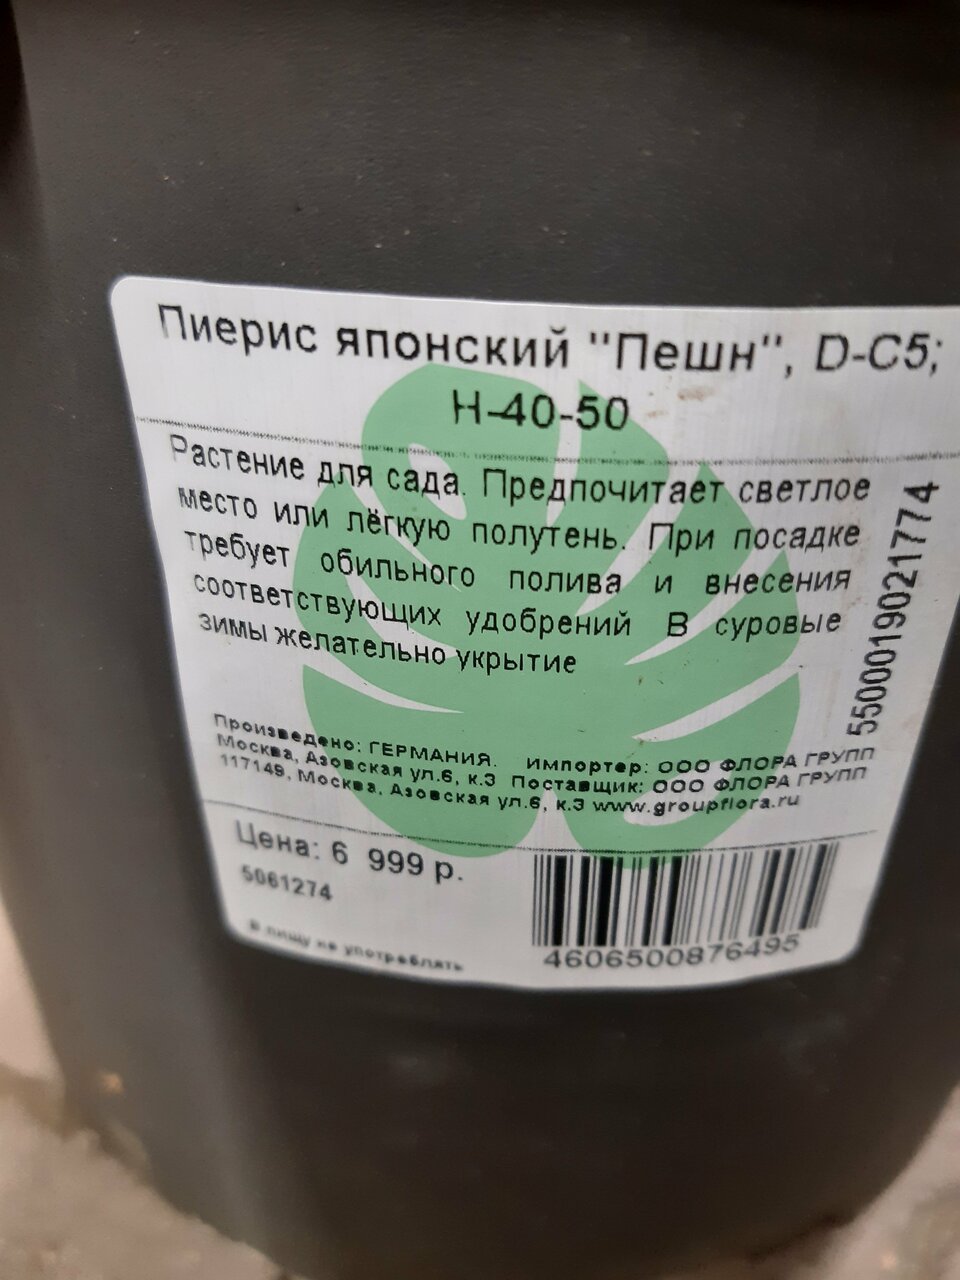 Пиерис японский "Пешн", D-C5;
H-40-50
Растение для сада. Предпочитает светлое
место или лёгкую полутень. При посадке
требует обильного полива и внесения
соответствующих удобрений В суровые
зимы желательно укрытие
5500019021774
Произведено: ГЕРМАНИЯ. Импортер: ООО ФЛОРА ГРУПП
Москва, Азовская ул.6, к.3 Поставщик: ООО ФЛОРА ГРУПП
117149, Москва, Азовская ул.6, к.3 www.groupflora.ru
Цена: 6 999 р.
5061274
В пищу не употреблять
4606500876495